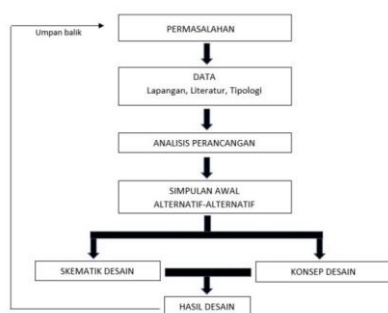 Umpan balik
PERMASALAHAN
DATA
Lapangan, Literatur, Tipologi
ANALISIS PERANCANGAN
SIMPULAN AWAL
ALTERNATIF-ALTERNATIF
SKEMATIK DESAIN
KONSEP DESAIN
HASIL DESAIN